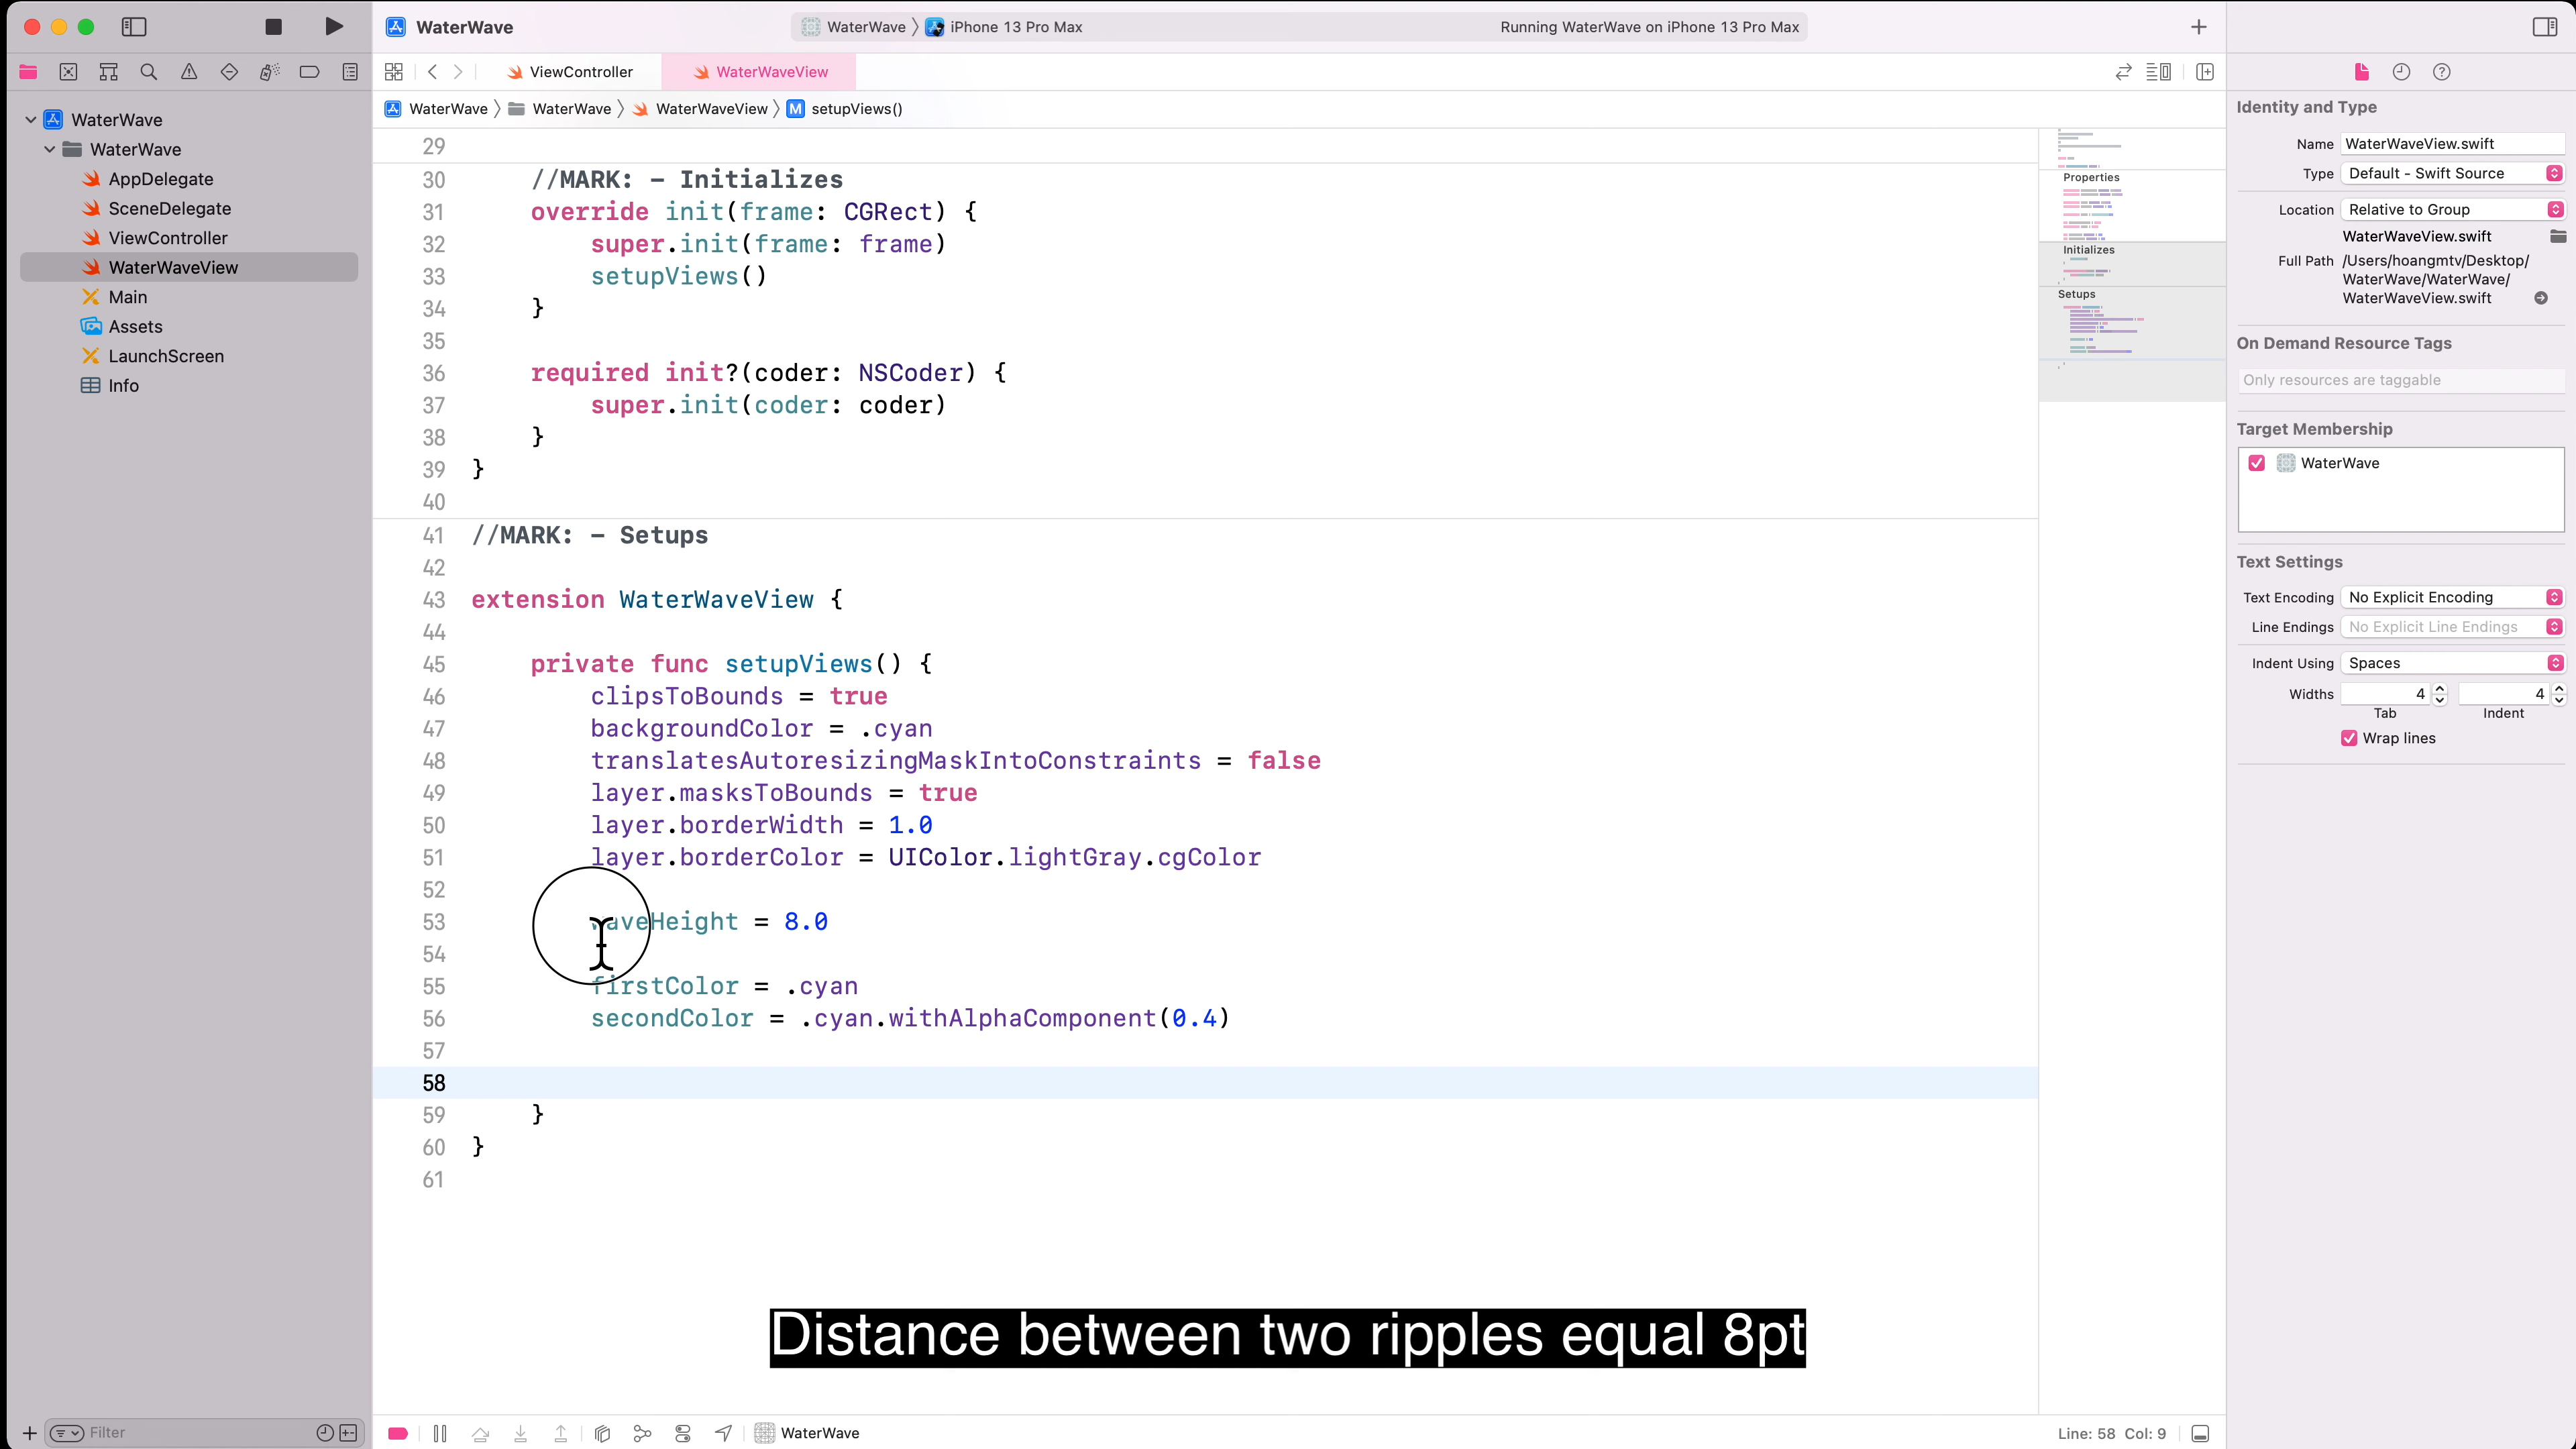 WaterWave
WaterWave 〉 iPhone 13 Pro Max
Running WaterWave on iPhone 13 Pro Max
ViewController
WaterWaveView
WaterWave 〉 WaterWave 〉 WaterWaveView 〉 M setupViews()
WaterWave
WaterWave
AppDelegate
SceneDelegate
ViewController
WaterWaveView
Main
Assets
LaunchScreen
Info
Filter
29
30 //MARK: - Initializes
31 override init(frame: CGRect) {
32 super.init(frame: frame)
33 setupViews()
34 }
35
36 required init?(coder: NSCoder) {
37 super.init(coder: coder)
38 }
39 }
40
41 //MARK: - Setups
42
43 extension WaterWaveView {
44
45 private func setupViews() {
46 clipsToBounds = true
47 backgroundColor = .cyan
48 translatesAutoresizingMaskIntoConstraints = false
49 layer.masksToBounds = true
50 layer.borderWidth = 1.0
51 layer.borderColor = UIColor.lightGray.cgColor
52
53 waveHeight = 8.0
54
55 firstColor = .cyan
56 secondColor = .cyan.withAlphaComponent(0.4)
57
58
59 }
60 }
61
Distance between two ripples equal 8pt
WaterWave
Line: 58 Col: 9
Properties
Initializes
Setups
Identity and Type
Name WaterWaveView.swift
Type Default - Swift Source
Location Relative to Group
WaterWaveView.swift
Full Path /Users/hoangmtv/Desktop/
WaterWave/WaterWave/
WaterWaveView.swift
On Demand Resource Tags
Only resources are taggable
Target Membership
WaterWave
Text Settings
Text Encoding No Explicit Encoding
Line Endings No Explicit Line Endings
Indent Using Spaces
Widths 4 4
Tab Indent
Wrap lines